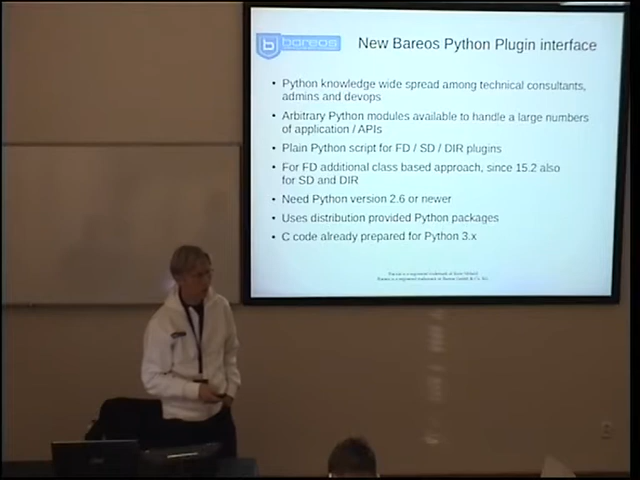 bareos
New Bareos Python Plugin interface
• Python knowledge wide spread among technical consultants,
admins and devops
• Arbitrary Python modules available to handle a large numbers
of application / APIs
• Plain Python script for FD / SD / DIR plugins
• For FD additional class based approach, since 15.2 also
for SD and DIR
• Need Python version 2.6 or newer
• Uses distribution provided Python packages
• C code already prepared for Python 3.x